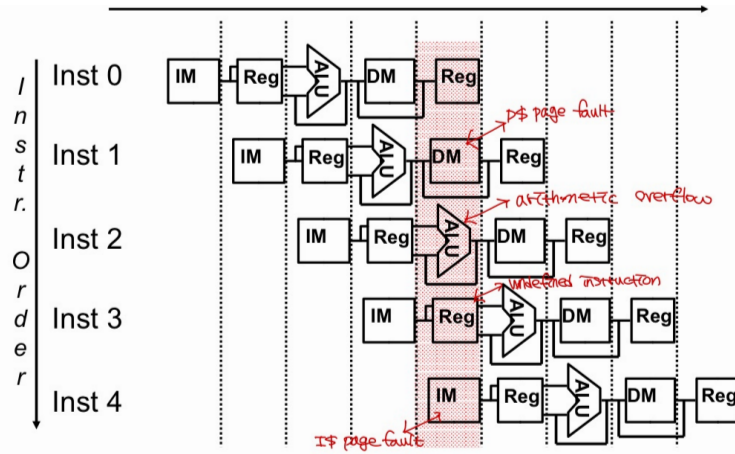 Instr. Order
Inst 0
IM Reg ALU DM Reg
D$ page fault
Inst 1
IM Reg ALU DM Reg
arithmetic overflow
Inst 2
IM Reg ALU DM Reg
undefined instruction
Inst 3
IM Reg ALU DM Reg
Inst 4
IM Reg ALU DM Reg
I$ page fault